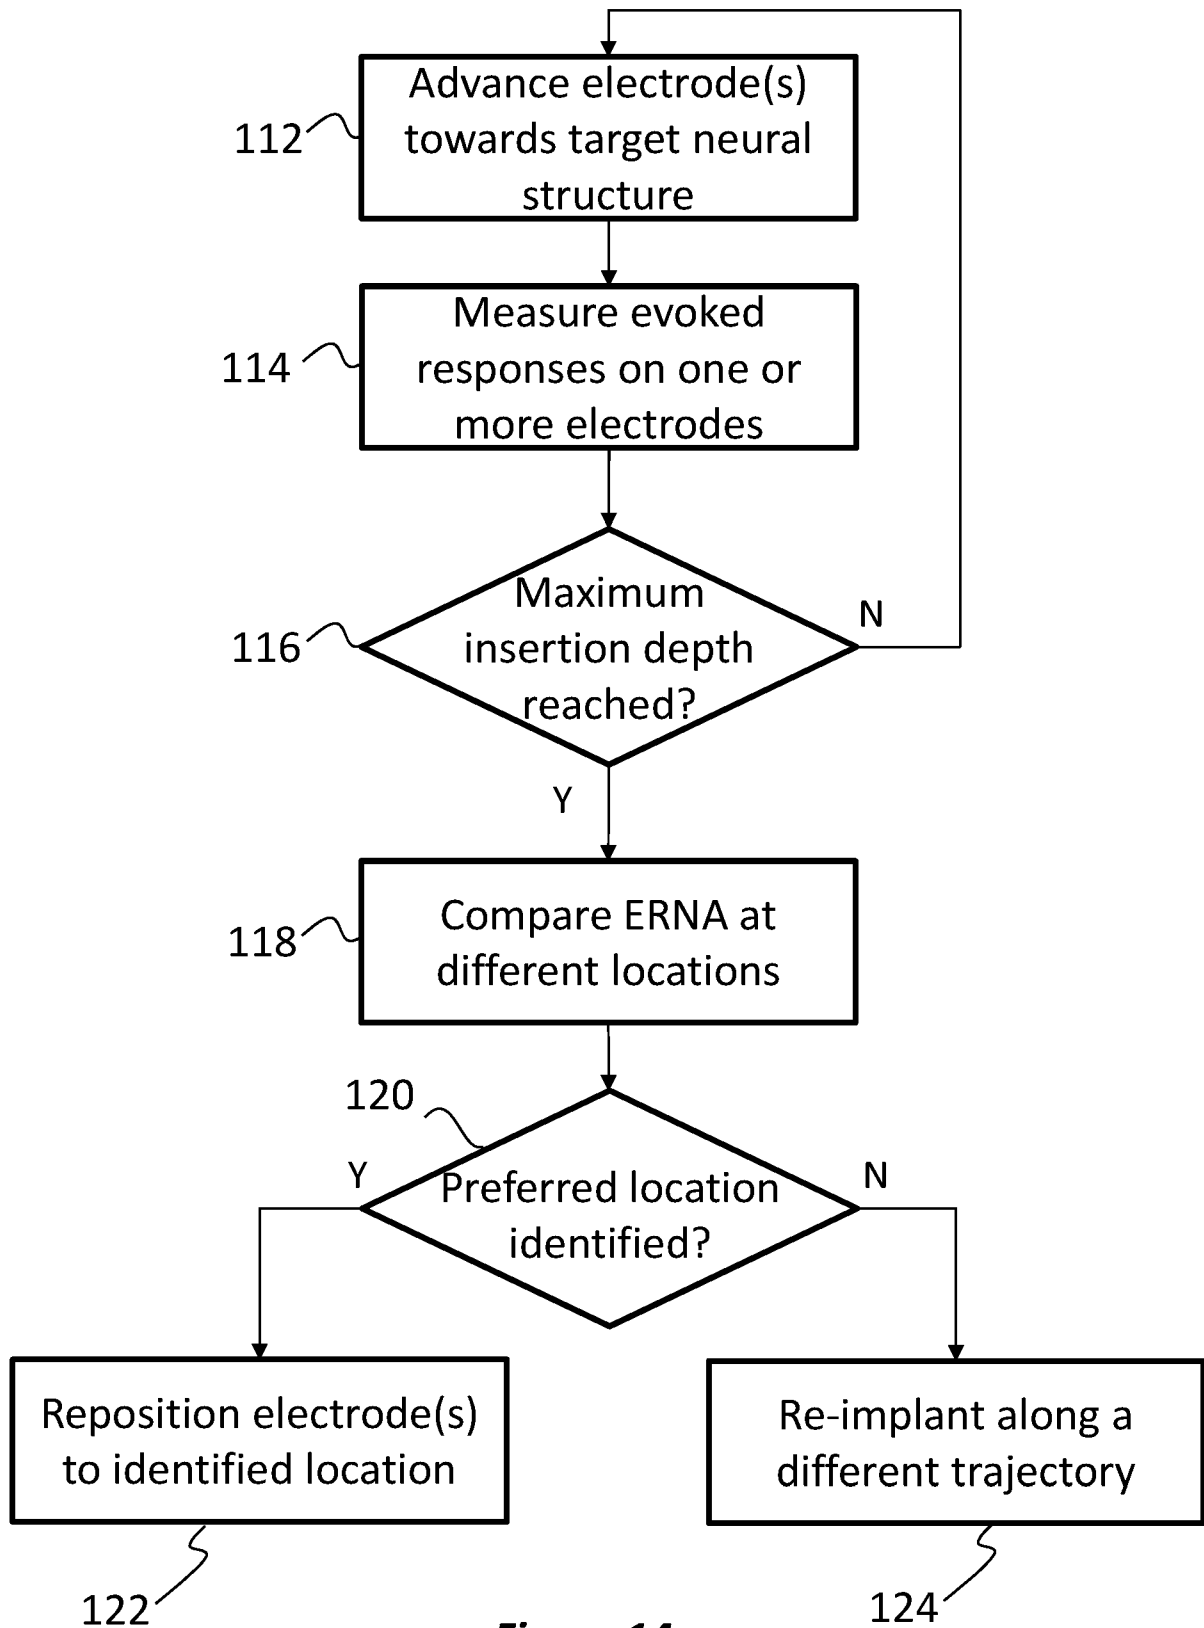 Advance electrode(s)
towards target neural
structure
112
Measure evoked
responses on one or
more electrodes
114
Maximum
insertion depth
reached?
116
N
Y
Compare ERNA at
different locations
118
120
Y
N
Preferred location
identified?
Reposition electrode(s)
to identified location
Re-implant along a
different trajectory
122
124